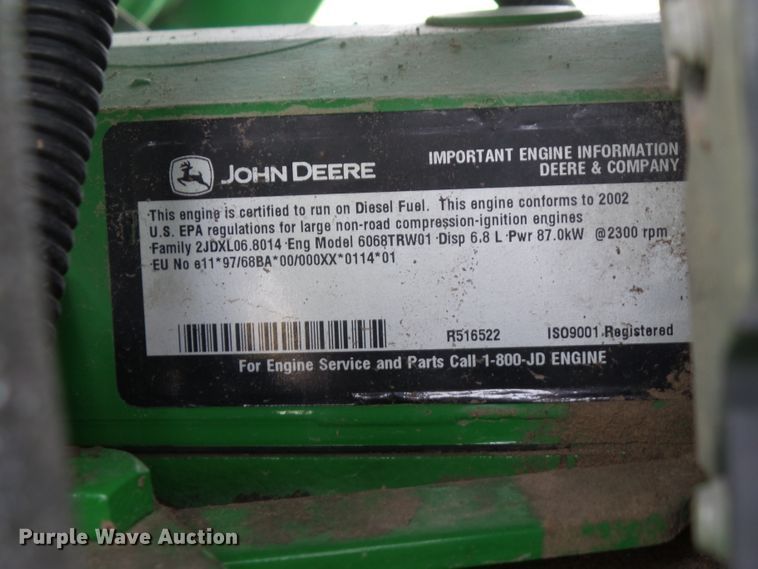 JOHN DEERE
IMPORTANT ENGINE INFORMATION
DEERE & COMPANY
This engine is certified to run on Diesel Fuel. This engine conforms to 2002
U.S. EPA regulations for large non-road compression-ignition engines
Family 2JDXL06.8014 Eng Model 6068TRW01 Disp 6.8 L Pwr 87.0kW @2300 rpm
EU No e11*97/68BA*00/000XX*0114*01
R516522 ISO9001 Registered
For Engine Service and Parts Call 1-800-JD ENGINE
Purple Wave Auction